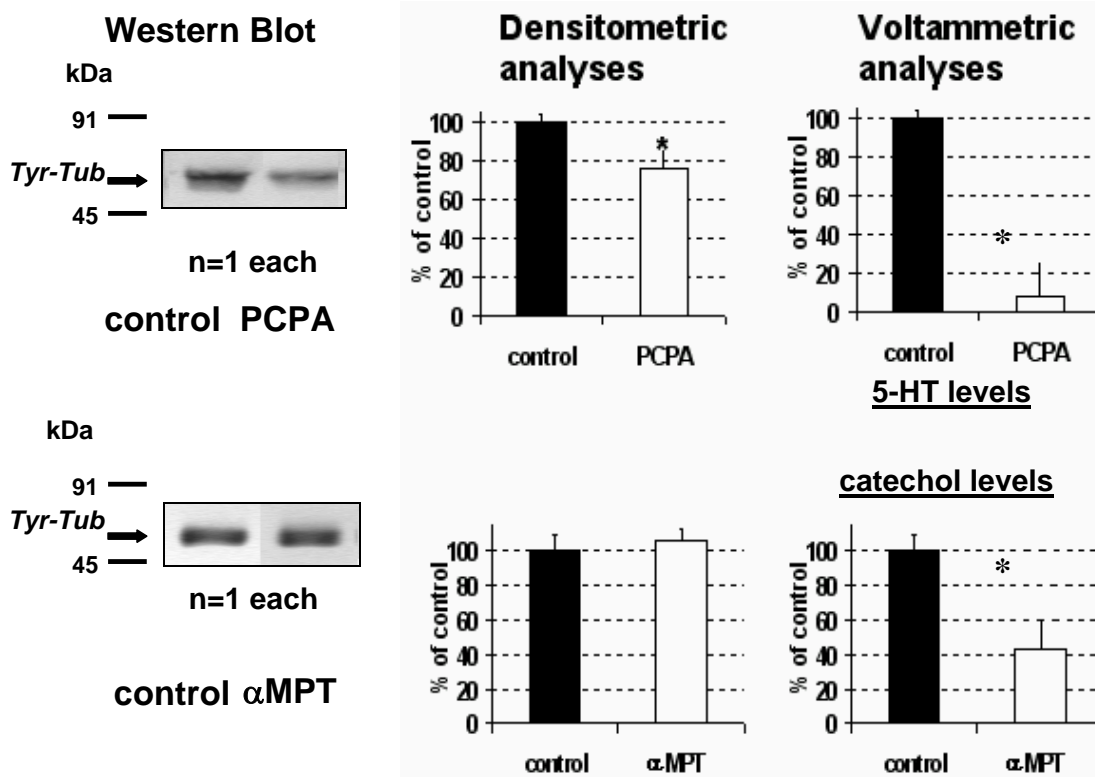 Western Blot
kDa
91
Tyr-Tub
45
n=1 each
control PCPA
Densitometric
analyses
% of control
100
80
60
40
20
0
*
control PCPA
Voltammetric
analyses
% of control
100
80
60
40
20
0
*
control PCPA
5-HT levels
kDa
91
Tyr-Tub
45
n=1 each
control αMPT
% of control
100
80
60
40
20
0
control α-MPT
catechol levels
% of control
100
80
60
40
20
0
*
control α-MPT